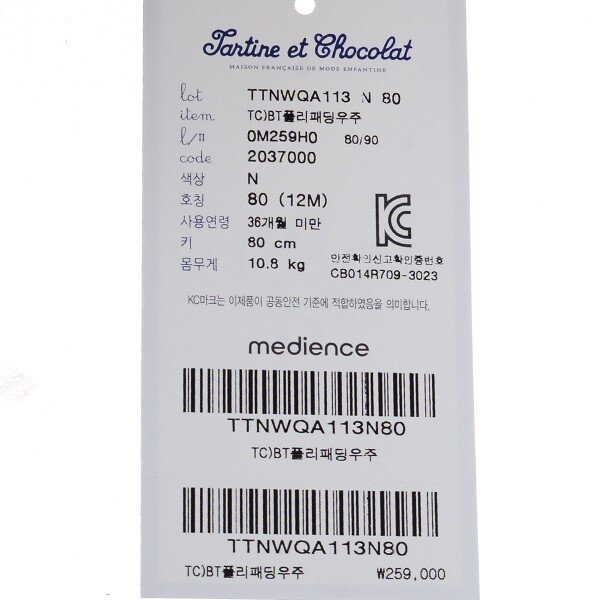 Tartine et Chocolat
MAISON FRANÇAISE DE MODE ENFANTINE
lot TTNWQA113 N 80
item TC)BT플리패딩우주
l/# 0M259H0 80/90
code 2037000
색상 N
호칭 80 (12M)
사용연령 36개월 미만
키 80 cm
몸무게 10.8 kg
KC
안전확인신고확인증번호
CB014R709-3023
KC마크는 이제품이 공동안전 기준에 적합하였음을 의미합니다.
medience
TTNWQA113N80
TC)BT플리패딩우주
TTNWQA113N80
TC)BT플리패딩우주 ₩259,000